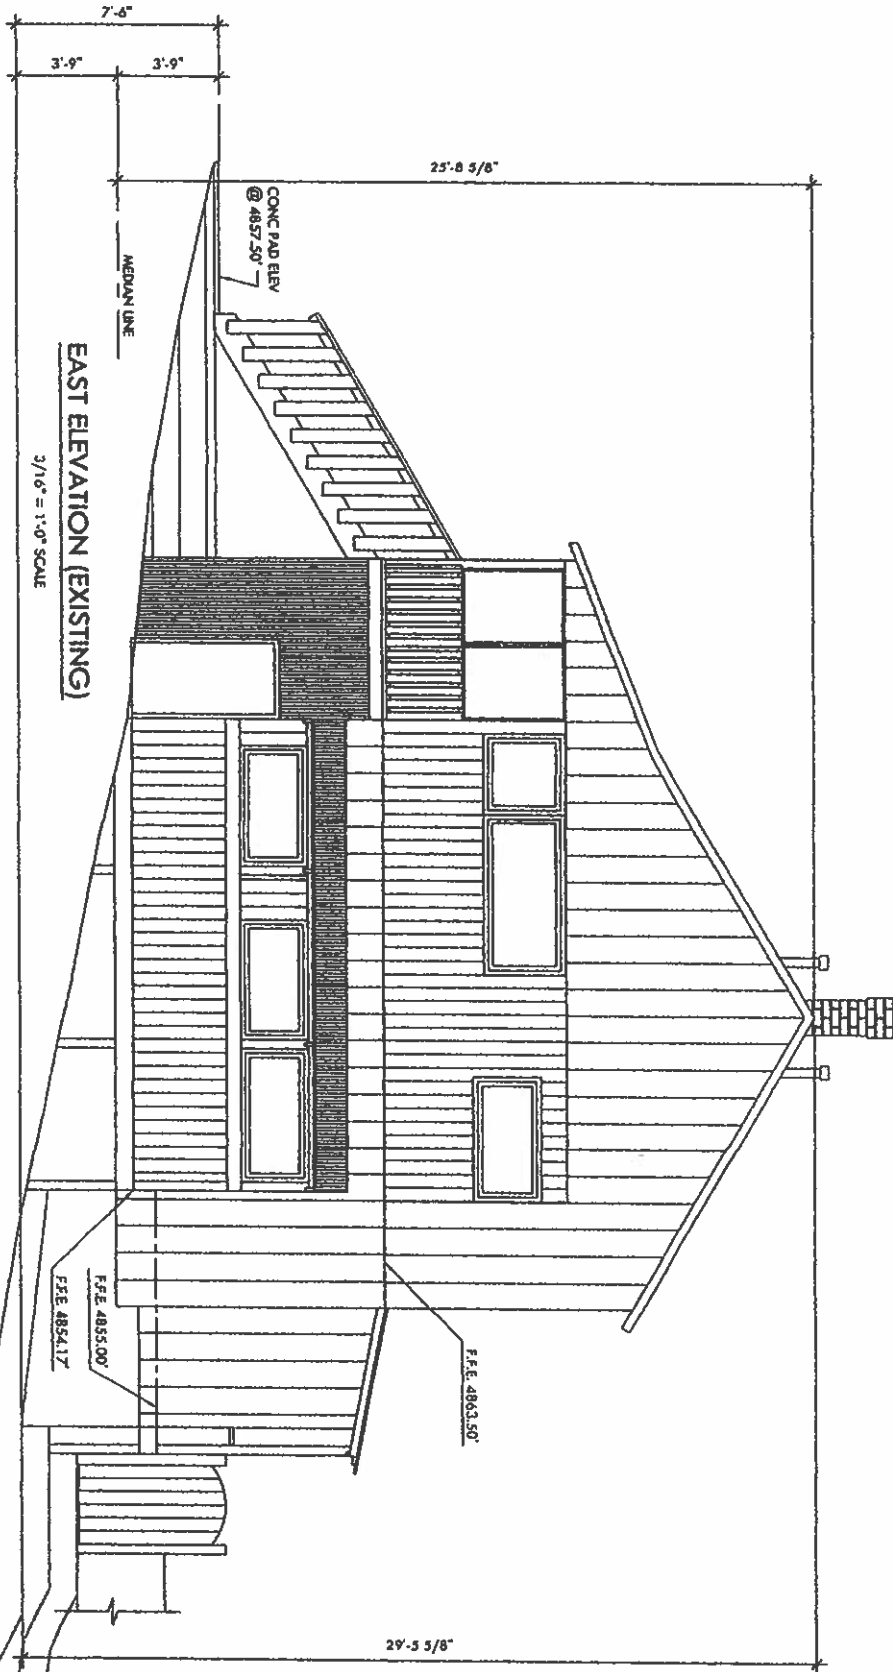 7'-6"
3'-9"
3'-9"
25'-8 5/8"
CONC PAD ELEV
@ 4857.50'
MEDIAN LINE
EAST ELEVATION (EXISTING)
3/16" = 1'-0" SCALE
F.F.E. 4863.50'
F.F.E. 4855.00'
F.F.E. 4854.17'
29'-5 5/8"